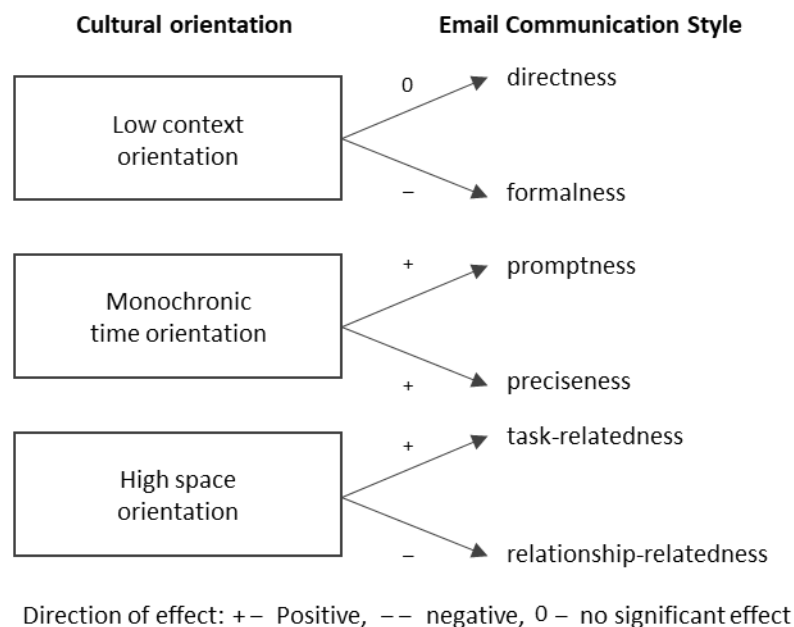 Cultural orientation
Email Communication Style
Low context
orientation
0
directness
–
formalness
Monochronic
time orientation
+
promptness
+
preciseness
High space
orientation
+
task-relatedness
–
relationship-relatedness
Direction of effect: + – Positive, – – negative, 0 – no significant effect